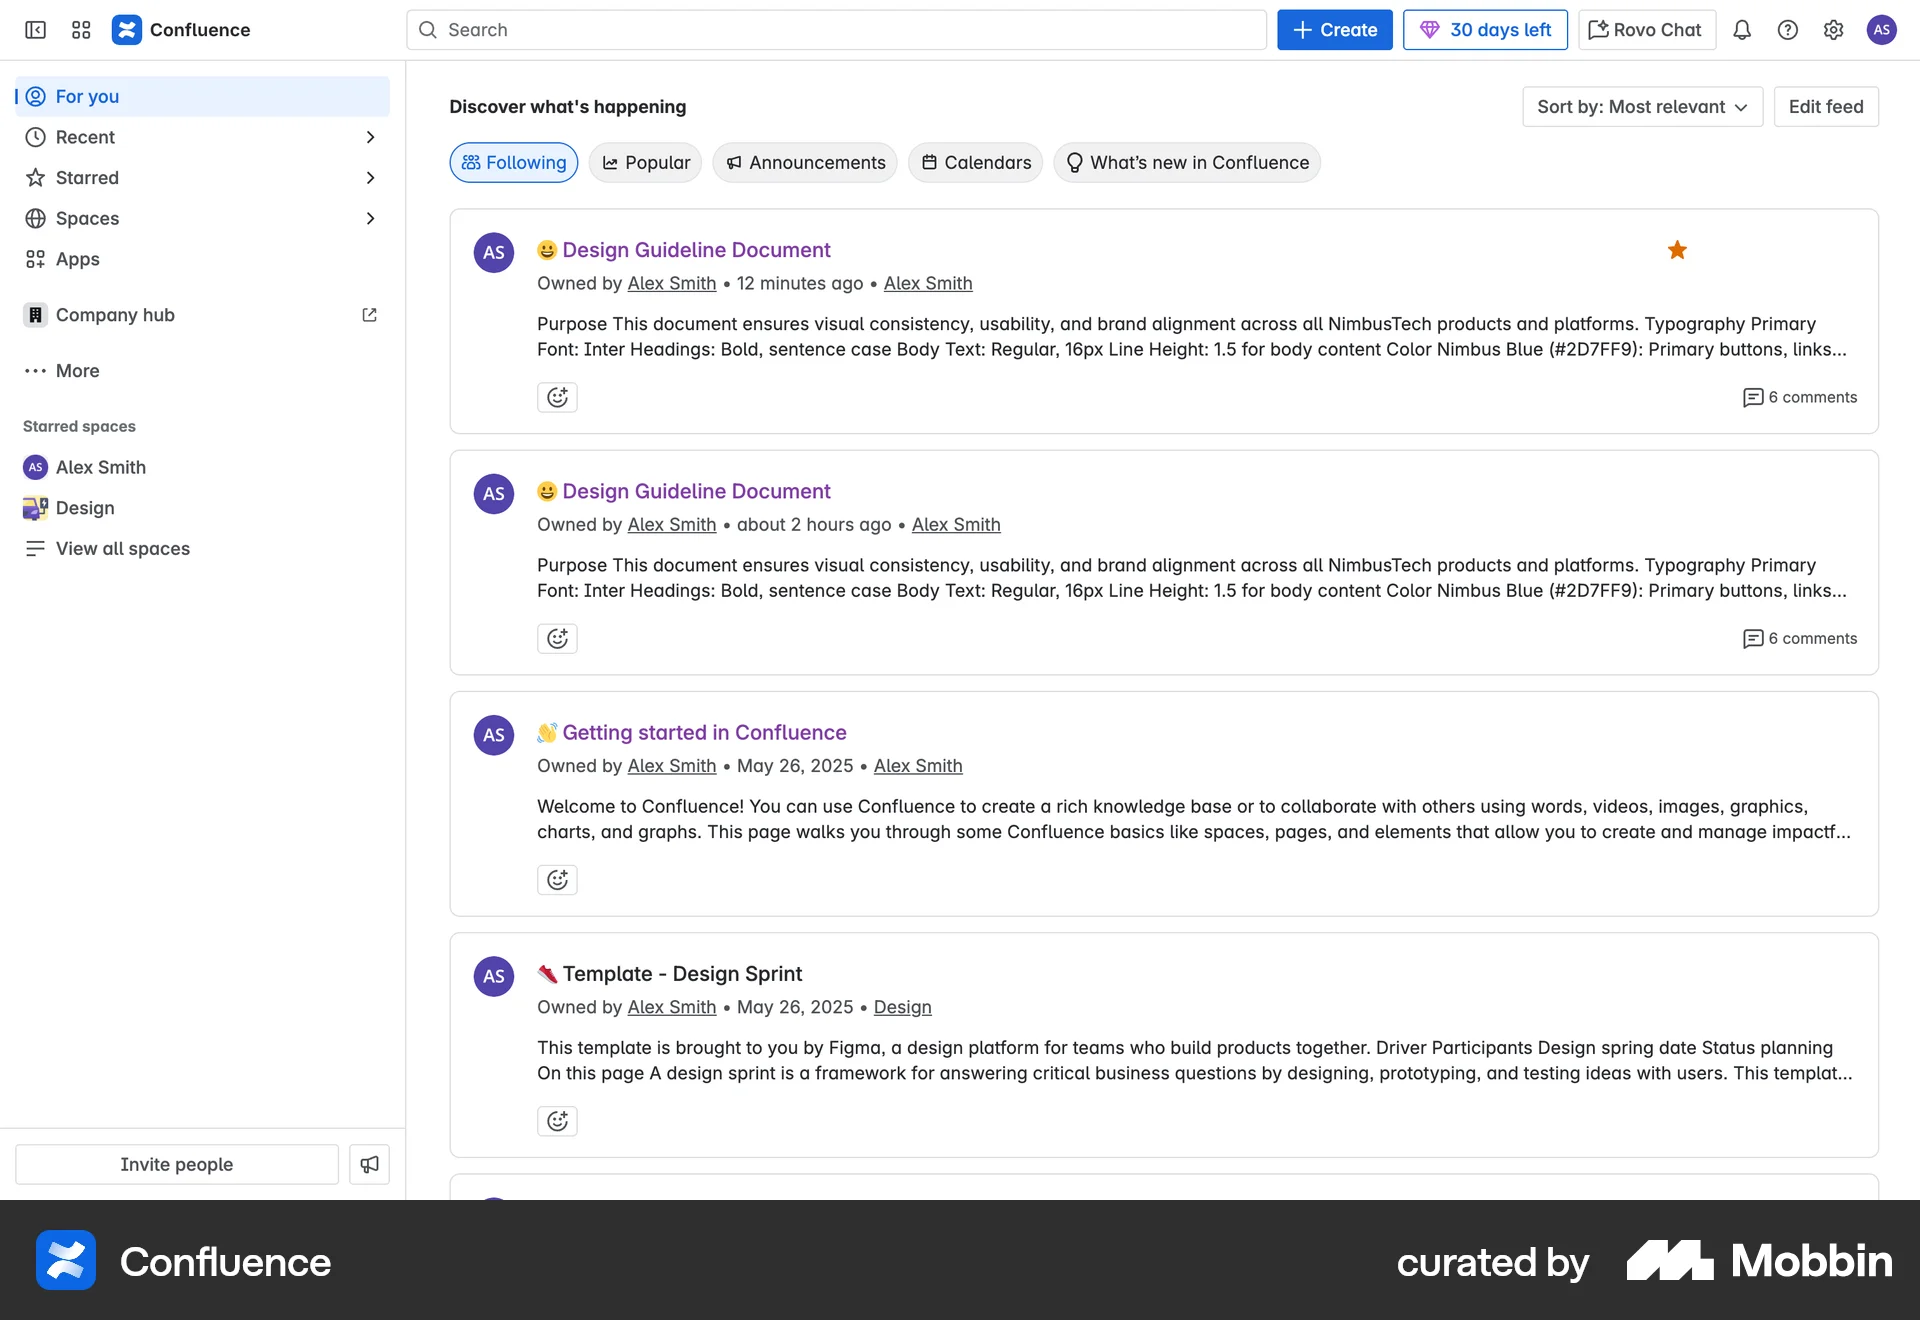 Confluence
Search
Create
30 days left
Rovo Chat
AS
For you
Recent
Starred
Spaces
Apps
Company hub
More
Starred spaces
AS Alex Smith
Design
View all spaces
Invite people
Discover what's happening
Sort by: Most relevant
Edit feed
Following
Popular
Announcements
Calendars
What's new in Confluence
AS
😀 Design Guideline Document
Owned by Alex Smith • 12 minutes ago • Alex Smith
Purpose This document ensures visual consistency, usability, and brand alignment across all NimbusTech products and platforms. Typography Primary
Font: Inter Headings: Bold, sentence case Body Text: Regular, 16px Line Height: 1.5 for body content Color Nimbus Blue (#2D7FF9): Primary buttons, links...
6 comments
AS
😀 Design Guideline Document
Owned by Alex Smith • about 2 hours ago • Alex Smith
Purpose This document ensures visual consistency, usability, and brand alignment across all NimbusTech products and platforms. Typography Primary
Font: Inter Headings: Bold, sentence case Body Text: Regular, 16px Line Height: 1.5 for body content Color Nimbus Blue (#2D7FF9): Primary buttons, links...
6 comments
AS
👋 Getting started in Confluence
Owned by Alex Smith • May 26, 2025 • Alex Smith
Welcome to Confluence! You can use Confluence to create a rich knowledge base or to collaborate with others using words, videos, images, graphics,
charts, and graphs. This page walks you through some Confluence basics like spaces, pages, and elements that allow you to create and manage impactf...
AS
Template - Design Sprint
Owned by Alex Smith • May 26, 2025 • Design
This template is brought to you by Figma, a design platform for teams who build products together. Driver Participants Design spring date Status planning
On this page A design sprint is a framework for answering critical business questions by designing, prototyping, and testing ideas with users. This templat...
Confluence
curated by
Mobbin